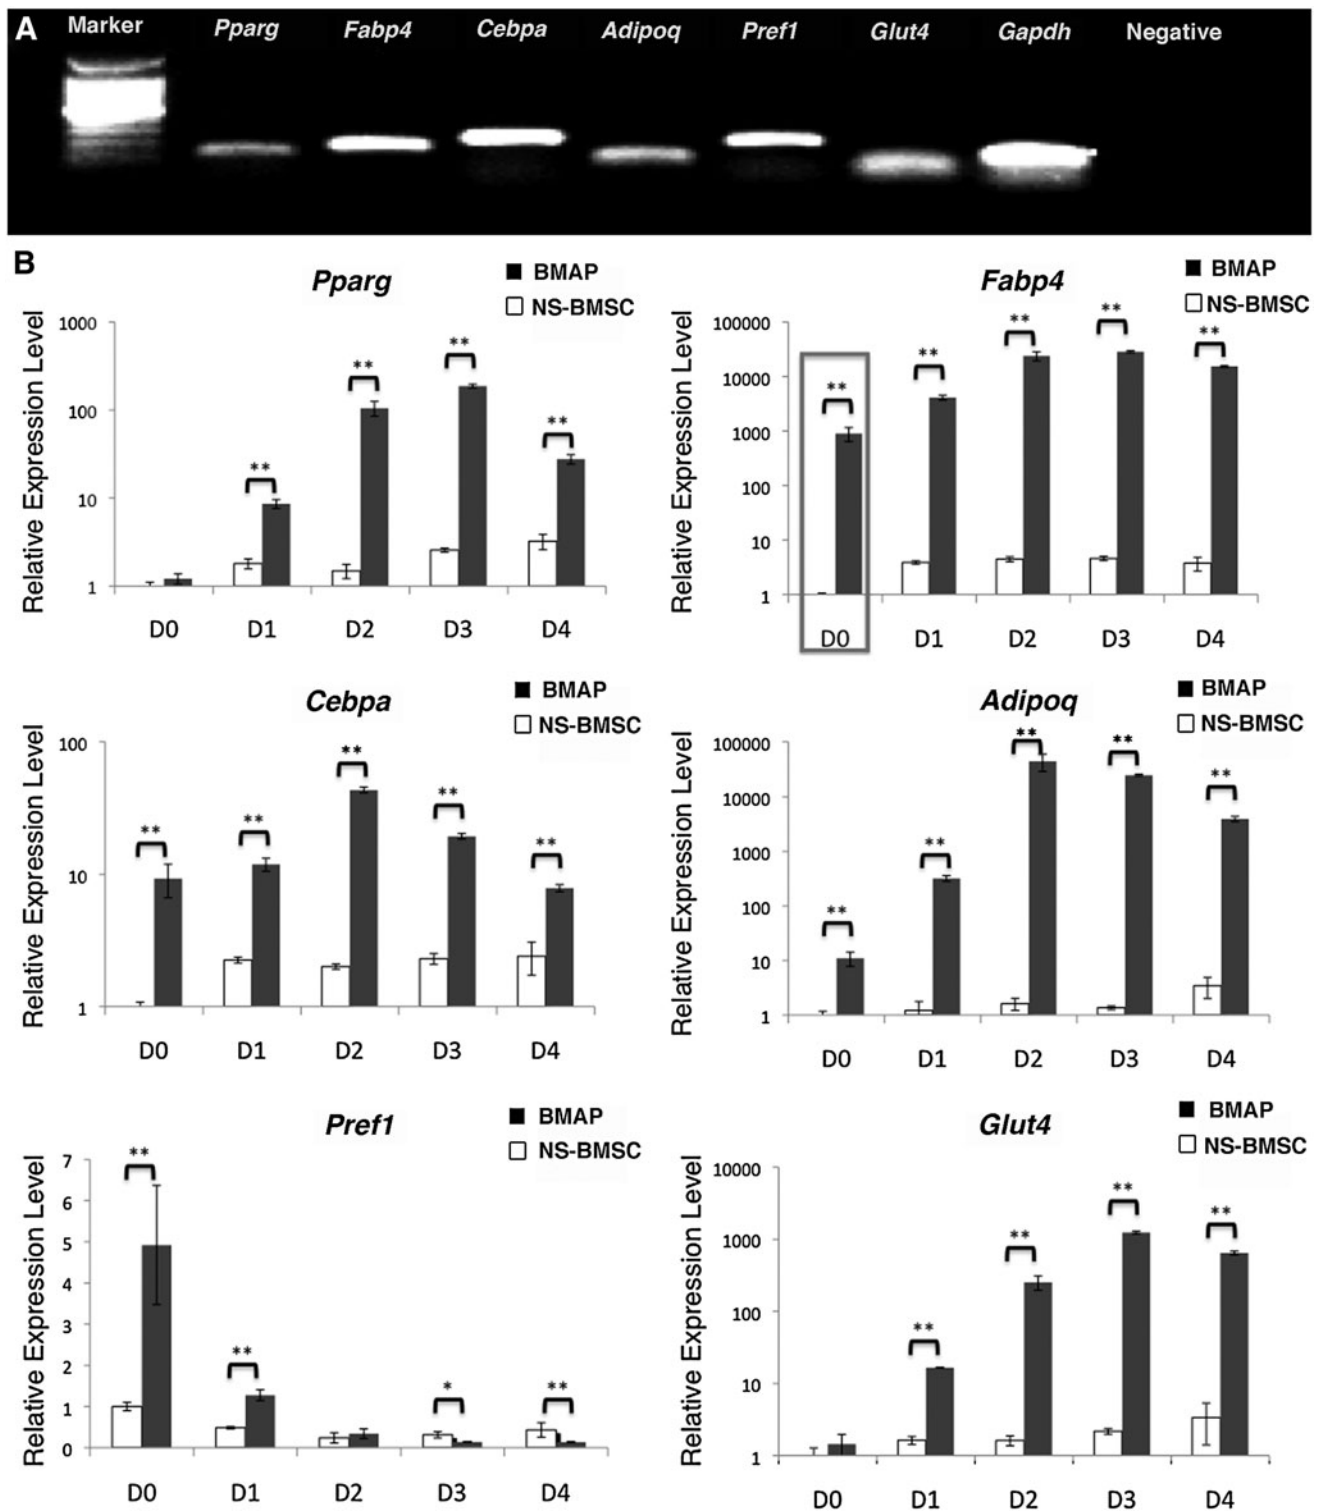 A Marker Pparg Fabp4 Cebpa Adipoq Pref1 Glut4 Gapdh Negative
B
Pparg
BMAP
NS-BMSC
Relative Expression Level
1000
100
10
1
**
**
**
**
D0 D1 D2 D3 D4
Fabp4
BMAP
NS-BMSC
Relative Expression Level
100000
10000
1000
100
10
1
**
**
**
**
**
D0 D1 D2 D3 D4
Cebpa
BMAP
NS-BMSC
Relative Expression Level
100
10
1
**
**
**
**
**
D0 D1 D2 D3 D4
Adipoq
BMAP
NS-BMSC
Relative Expression Level
100000
10000
1000
100
10
1
**
**
**
**
**
D0 D1 D2 D3 D4
Pref1
BMAP
NS-BMSC
Relative Expression Level
7
6
5
4
3
2
1
0
**
**
*
**
D0 D1 D2 D3 D4
Glut4
BMAP
NS-BMSC
Relative Expression Level
10000
1000
100
10
1
**
**
**
**
D0 D1 D2 D3 D4